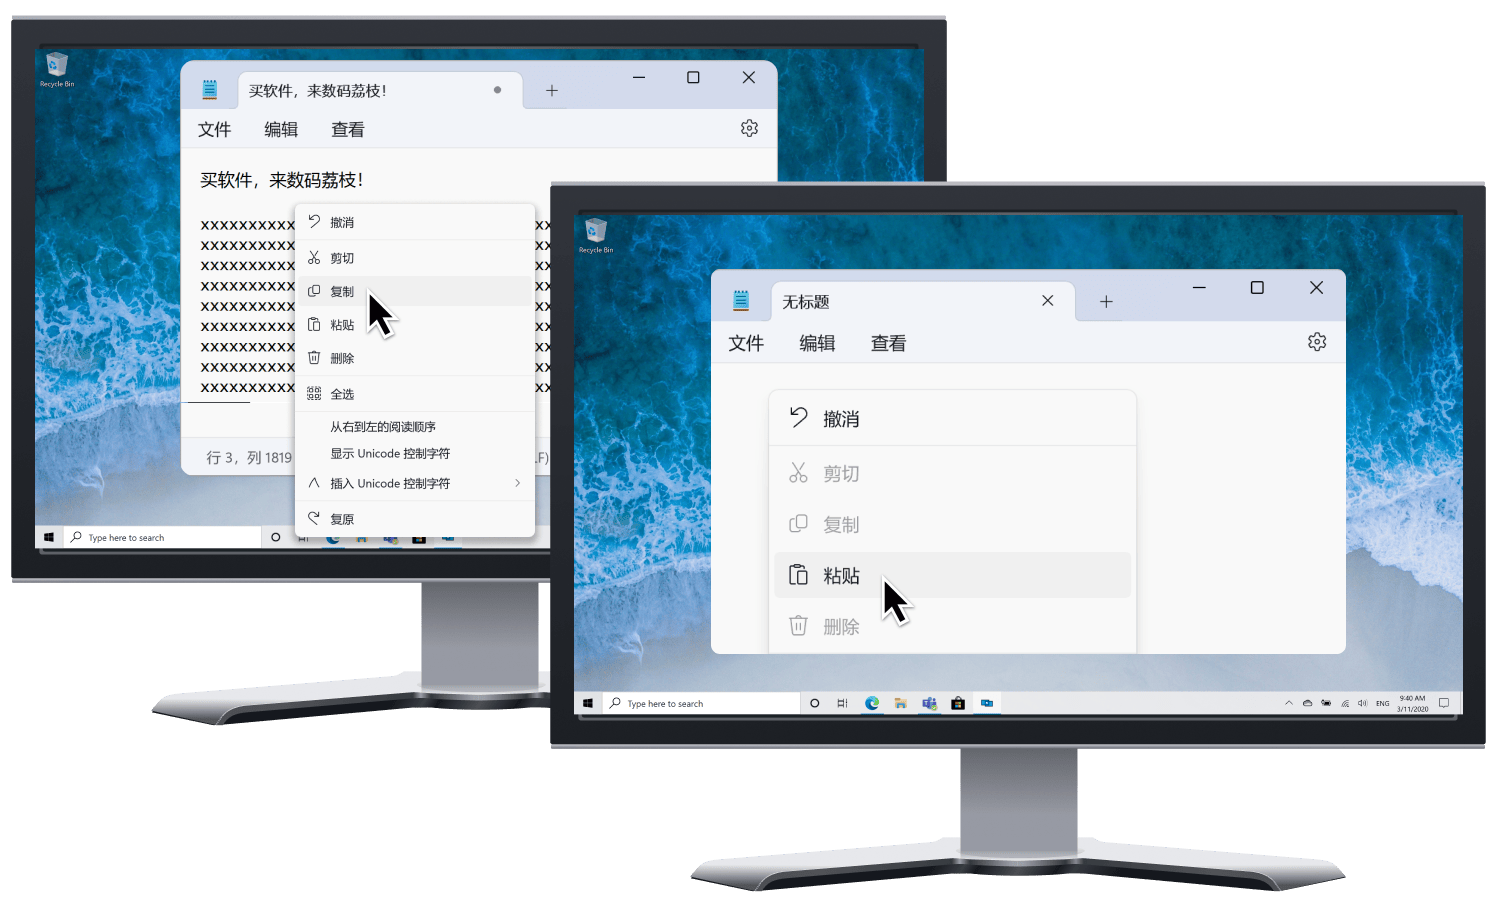 Recycle Bin
买软件，来数码荔枝！
文件 编辑 查看
买软件，来数码荔枝！
xxxxxxxxxx
xxxxxxxxxx
xxxxxxxxxx
xxxxxxxxxx
xxxxxxxxxx
xxxxxxxxxx
xxxxxxxxxx
xxxxxxxxxx
xxxxxxxxxx
撤消
剪切
复制
粘贴
删除
全选
从右到左的阅读顺序
显示 Unicode 控制字符
插入 Unicode 控制字符
复原
行 3，列 1819
LF)
Type here to search
Recycle Bin
无标题
文件 编辑 查看
撤消
剪切
复制
粘贴
删除
Type here to search
ENG
9:40 AM
3/11/2020